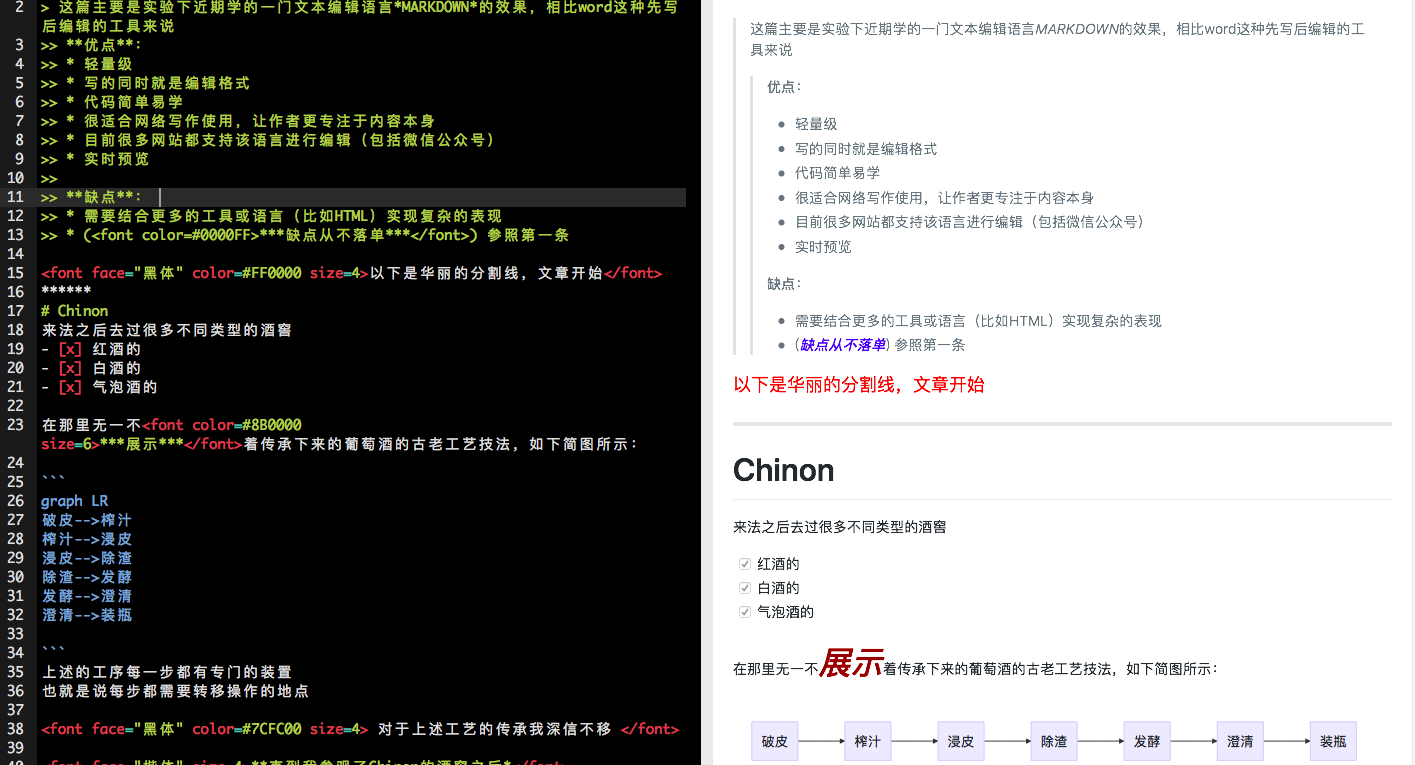 2 > 这篇主要是实验下近期学的一门文本编辑语言*MARKDOWN*的效果，相比word这种先写
后编辑的工具来说
3 >> **优点**：
4 >> * 轻量级
5 >> * 写的同时就是编辑格式
6 >> * 代码简单易学
7 >> * 很适合网络写作使用，让作者更专注于内容本身
8 >> * 目前很多网站都支持该语言进行编辑（包括微信公众号）
9 >> * 实时预览
10 >>
11 >> **缺点**：
12 >> * 需要结合更多的工具或语言（比如HTML）实现复杂的表现
13 >> * (<font color=#0000FF>***缺点从不落单***</font>) 参照第一条
14
15 <font face="黑体" color=#FF0000 size=4>以下是华丽的分割线，文章开始</font>
16 ******
17 # Chinon
18 来法之后去过很多不同类型的酒窖
19 - [x] 红酒的
20 - [x] 白酒的
21 - [x] 气泡酒的
22
23 在那里无一不<font color=#8B0000
size=6>***展示***</font>着传承下来的葡萄酒的古老工艺技法，如下简图所示：
24
25 ```
26 graph LR
27 破皮-->榨汁
28 榨汁-->浸皮
29 浸皮-->除渣
30 除渣-->发酵
31 发酵-->澄清
32 澄清-->装瓶
33
34 ```
35 上述的工序每一步都有专门的装置
36 也就是说每步都需要转移操作的地点
37
38 <font face="黑体" color=#7CFC00 size=4> 对于上述工艺的传承我深信不移 </font>
39
这篇主要是实验下近期学的一门文本编辑语言MARKDOWN的效果，相比word这种先写后编辑的工
具来说
优点：
轻量级
写的同时就是编辑格式
代码简单易学
很适合网络写作使用，让作者更专注于内容本身
目前很多网站都支持该语言进行编辑（包括微信公众号）
实时预览
缺点：
需要结合更多的工具或语言（比如HTML）实现复杂的表现
(缺点从不落单) 参照第一条
以下是华丽的分割线，文章开始
Chinon
来法之后去过很多不同类型的酒窖
红酒的
白酒的
气泡酒的
在那里无一不展示着传承下来的葡萄酒的古老工艺技法，如下简图所示：
破皮 榨汁 浸皮 除渣 发酵 澄清 装瓶